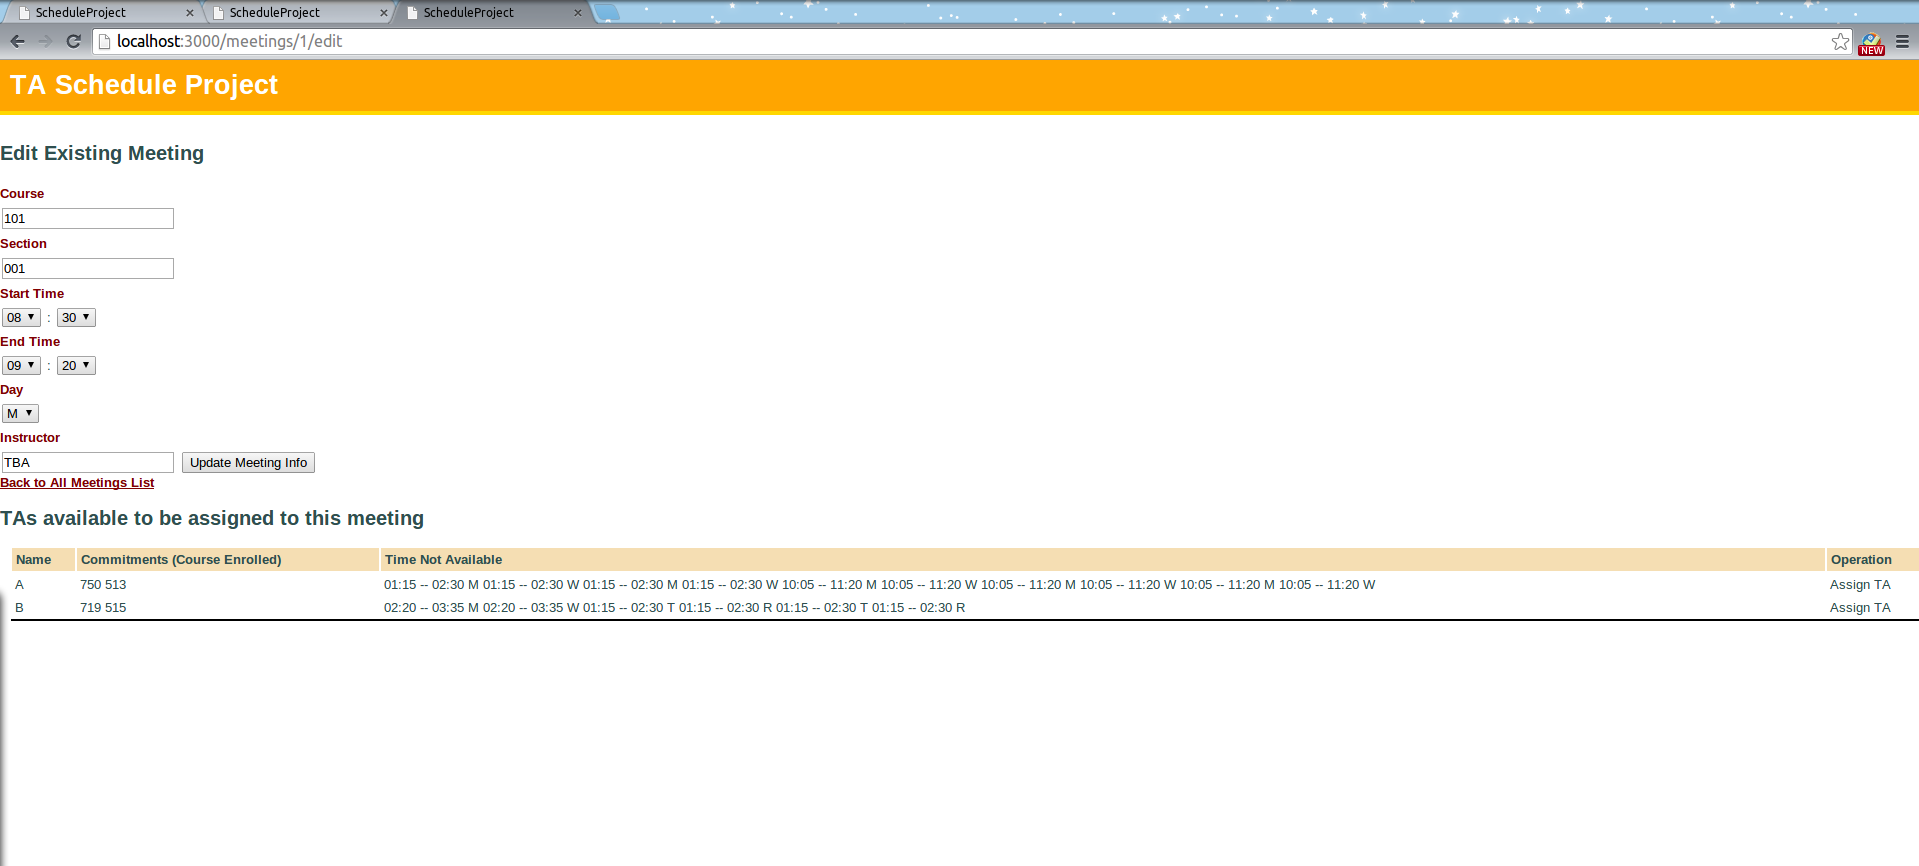 ScheduleProject ScheduleProject ScheduleProject
localhost:3000/meetings/1/edit
NEW
TA Schedule Project
Edit Existing Meeting
Course
101
Section
001
Start Time
08 : 30
End Time
09 : 20
Day
M
Instructor
TBA Update Meeting Info
Back to All Meetings List
TAs available to be assigned to this meeting
Name Commitments (Course Enrolled) Time Not Available Operation
A 750 513 01:15 -- 02:30 M 01:15 -- 02:30 W 01:15 -- 02:30 M 01:15 -- 02:30 W 10:05 -- 11:20 M 10:05 -- 11:20 W 10:05 -- 11:20 M 10:05 -- 11:20 W 10:05 -- 11:20 M 10:05 -- 11:20 W Assign TA
B 719 515 02:20 -- 03:35 M 02:20 -- 03:35 W 01:15 -- 02:30 T 01:15 -- 02:30 R 01:15 -- 02:30 T 01:15 -- 02:30 R Assign TA